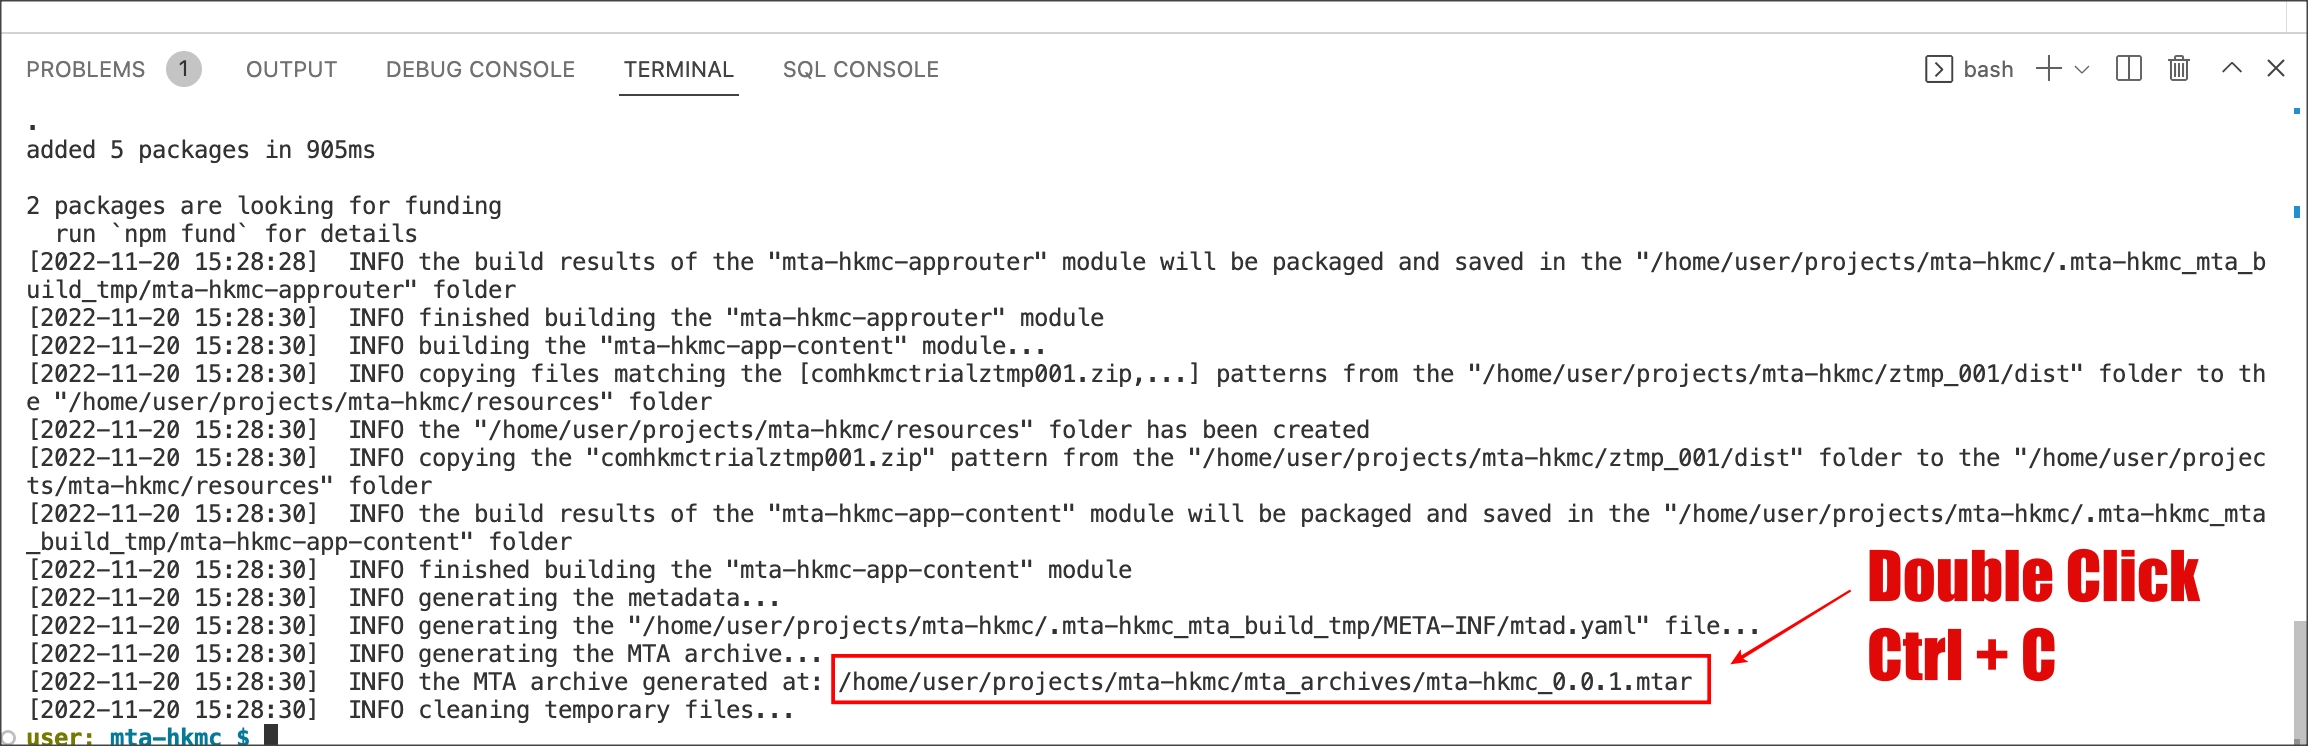 PROBLEMS 1 OUTPUT DEBUG CONSOLE TERMINAL SQL CONSOLE bash
.
added 5 packages in 905ms
2 packages are looking for funding
  run `npm fund` for details
[2022-11-20 15:28:28]  INFO the build results of the "mta-hkmc-approuter" module will be packaged and saved in the "/home/user/projects/mta-hkmc/.mta-hkmc_mta_b
uild_tmp/mta-hkmc-approuter" folder
[2022-11-20 15:28:30]  INFO finished building the "mta-hkmc-approuter" module
[2022-11-20 15:28:30]  INFO building the "mta-hkmc-app-content" module...
[2022-11-20 15:28:30]  INFO copying files matching the [comhkmctrialztmp001.zip,...] patterns from the "/home/user/projects/mta-hkmc/ztmp_001/dist" folder to th
e "/home/user/projects/mta-hkmc/resources" folder
[2022-11-20 15:28:30]  INFO the "/home/user/projects/mta-hkmc/resources" folder has been created
[2022-11-20 15:28:30]  INFO copying the "comhkmctrialztmp001.zip" pattern from the "/home/user/projects/mta-hkmc/ztmp_001/dist" folder to the "/home/user/projec
ts/mta-hkmc/resources" folder
[2022-11-20 15:28:30]  INFO the build results of the "mta-hkmc-app-content" module will be packaged and saved in the "/home/user/projects/mta-hkmc/.mta-hkmc_mta
_build_tmp/mta-hkmc-app-content" folder
[2022-11-20 15:28:30]  INFO finished building the "mta-hkmc-app-content" module
[2022-11-20 15:28:30]  INFO generating the metadata...
[2022-11-20 15:28:30]  INFO generating the "/home/user/projects/mta-hkmc/.mta-hkmc_mta_build_tmp/META-INF/mtad.yaml" file...
[2022-11-20 15:28:30]  INFO generating the MTA archive...
[2022-11-20 15:28:30]  INFO the MTA archive generated at: /home/user/projects/mta-hkmc/mta_archives/mta-hkmc_0.0.1.mtar
[2022-11-20 15:28:30]  INFO cleaning temporary files...
user: mta-hkmc $
Double Click
Ctrl + C